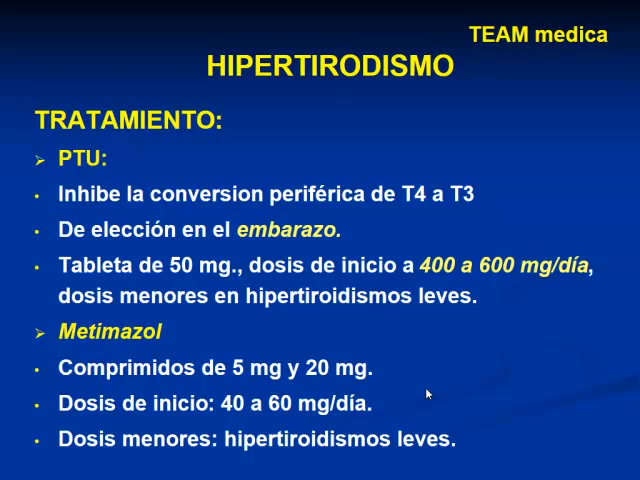 TEAM medica
HIPERTIRODISMO
TRATAMIENTO:
➢ PTU:
• Inhibe la conversion periférica de T4 a T3
• De elección en el embarazo.
• Tableta de 50 mg., dosis de inicio a 400 a 600 mg/día,
dosis menores en hipertiroidismos leves.
➢ Metimazol
• Comprimidos de 5 mg y 20 mg.
• Dosis de inicio: 40 a 60 mg/día.
• Dosis menores: hipertiroidismos leves.